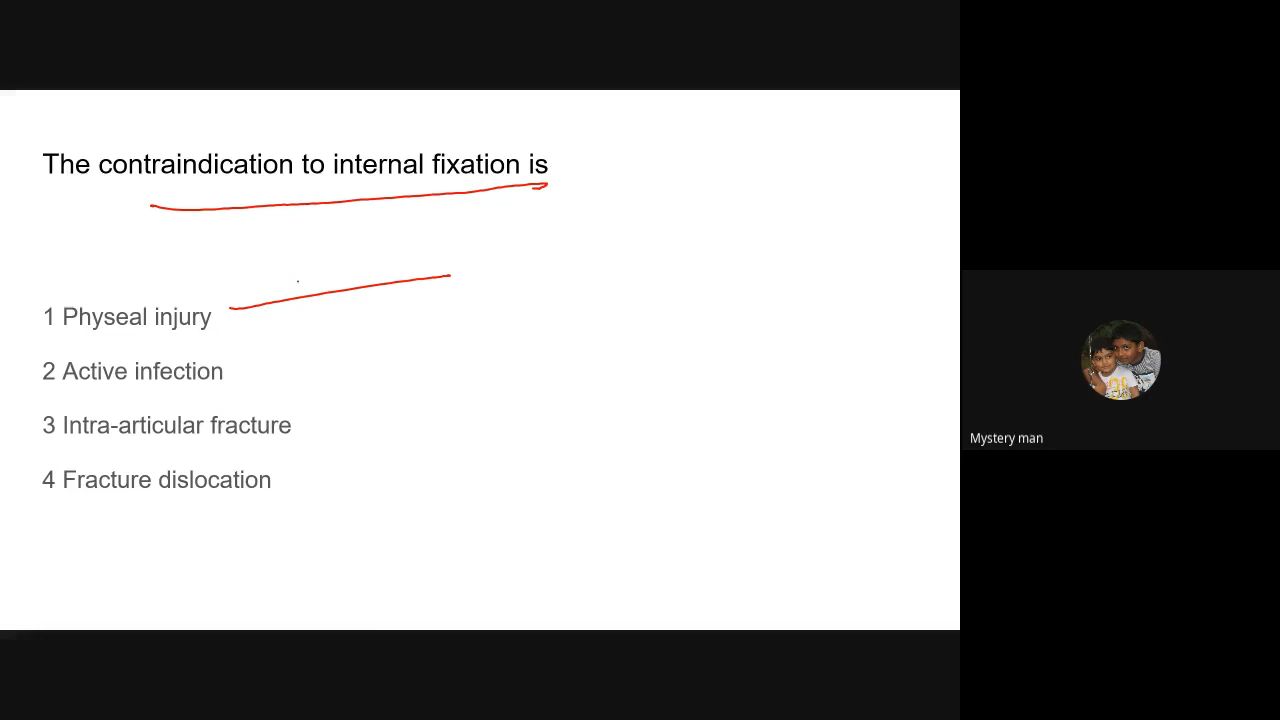 The contraindication to internal fixation is
1 Physeal injury
2 Active infection
3 Intra-articular fracture
4 Fracture dislocation
Mystery man